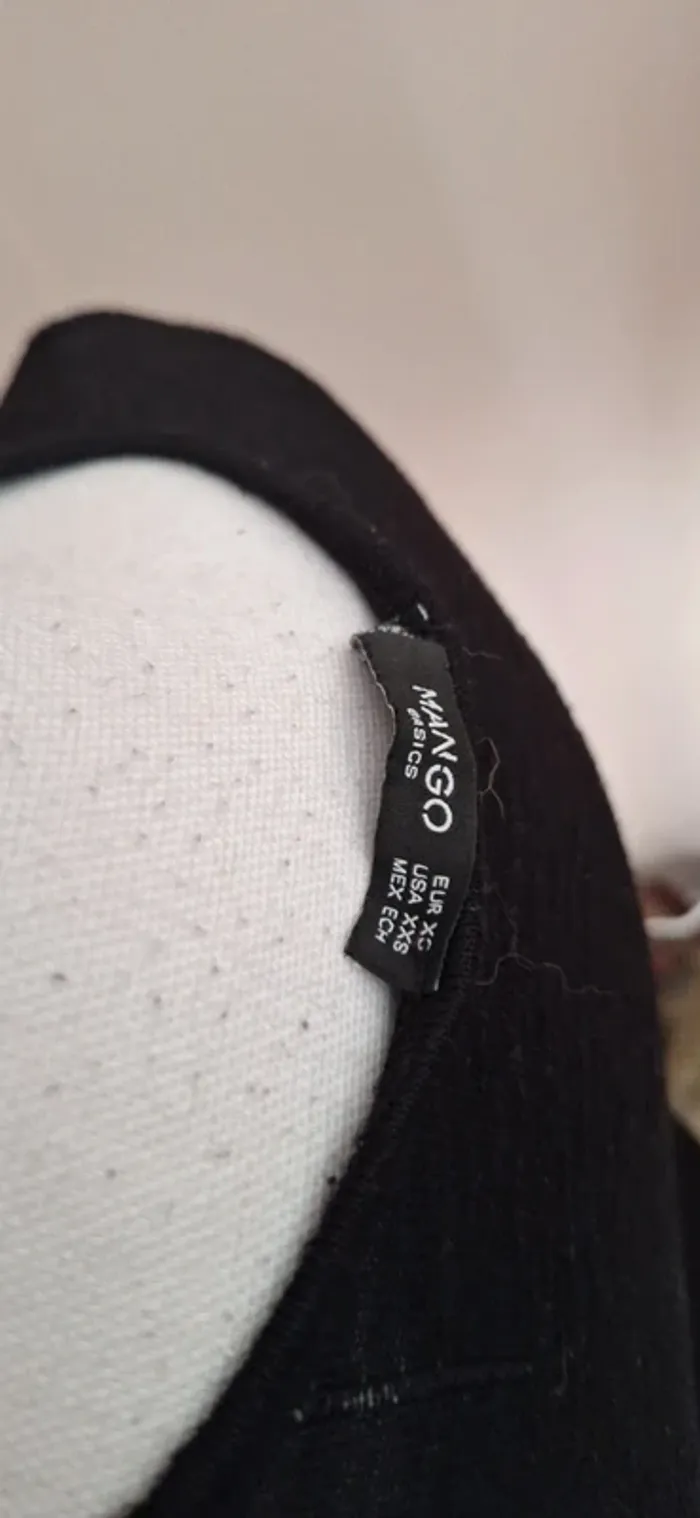 MANGO
BASICS
EUR XS
USA XXS
MEX ECH